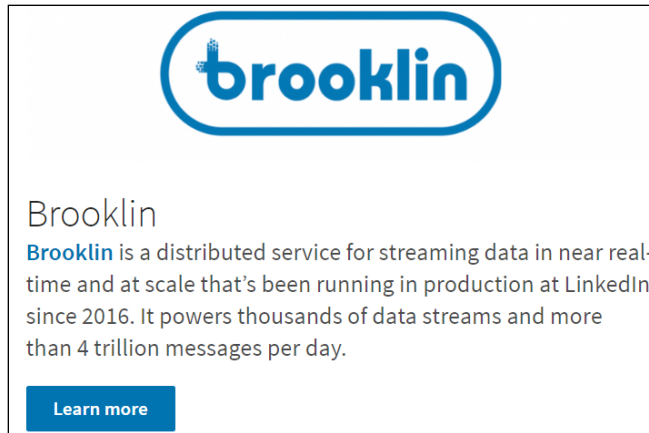 brooklin
Brooklin
Brooklin is a distributed service for streaming data in near real-
time and at scale that's been running in production at LinkedIn
since 2016. It powers thousands of data streams and more
than 4 trillion messages per day.
Learn more